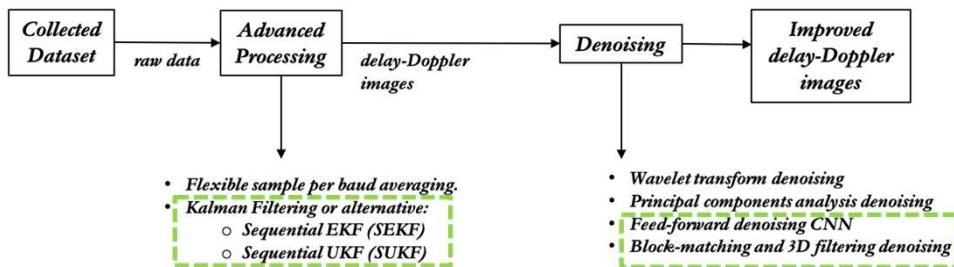 Collected
Dataset
raw data
Advanced
Processing
delay-Doppler
images
Denoising
Improved
delay-Doppler
images
• Flexible sample per baud averaging.
• Kalman Filtering or alternative:
o Sequential EKF (SEKF)
o Sequential UKF (SUKF)
• Wavelet transform denoising
• Principal components analysis denoising
• Feed-forward denoising CNN
• Block-matching and 3D filtering denoising